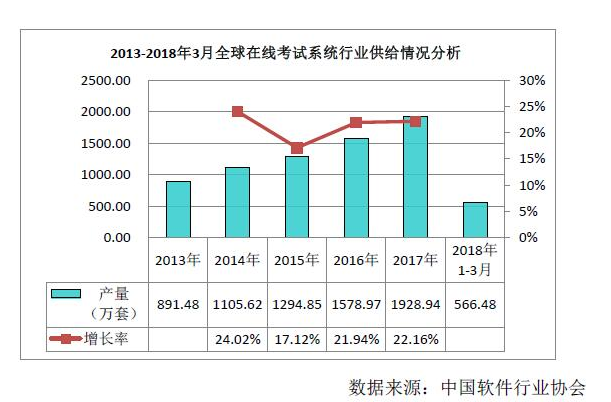 2013-2018年3月全球在线考试系统行业供给情况分析
2500.00 30%
2000.00 25%
20%
1500.00
15%
1000.00 10%
500.00 5%
0.00 0%
2013年 2014年 2015年 2016年 2017年 2018年
1-3月
产量
(万套) 891.48 1105.62 1294.85 1578.97 1928.94 566.48
增长率 24.02% 17.12% 21.94% 22.16%
数据来源：中国软件行业协会